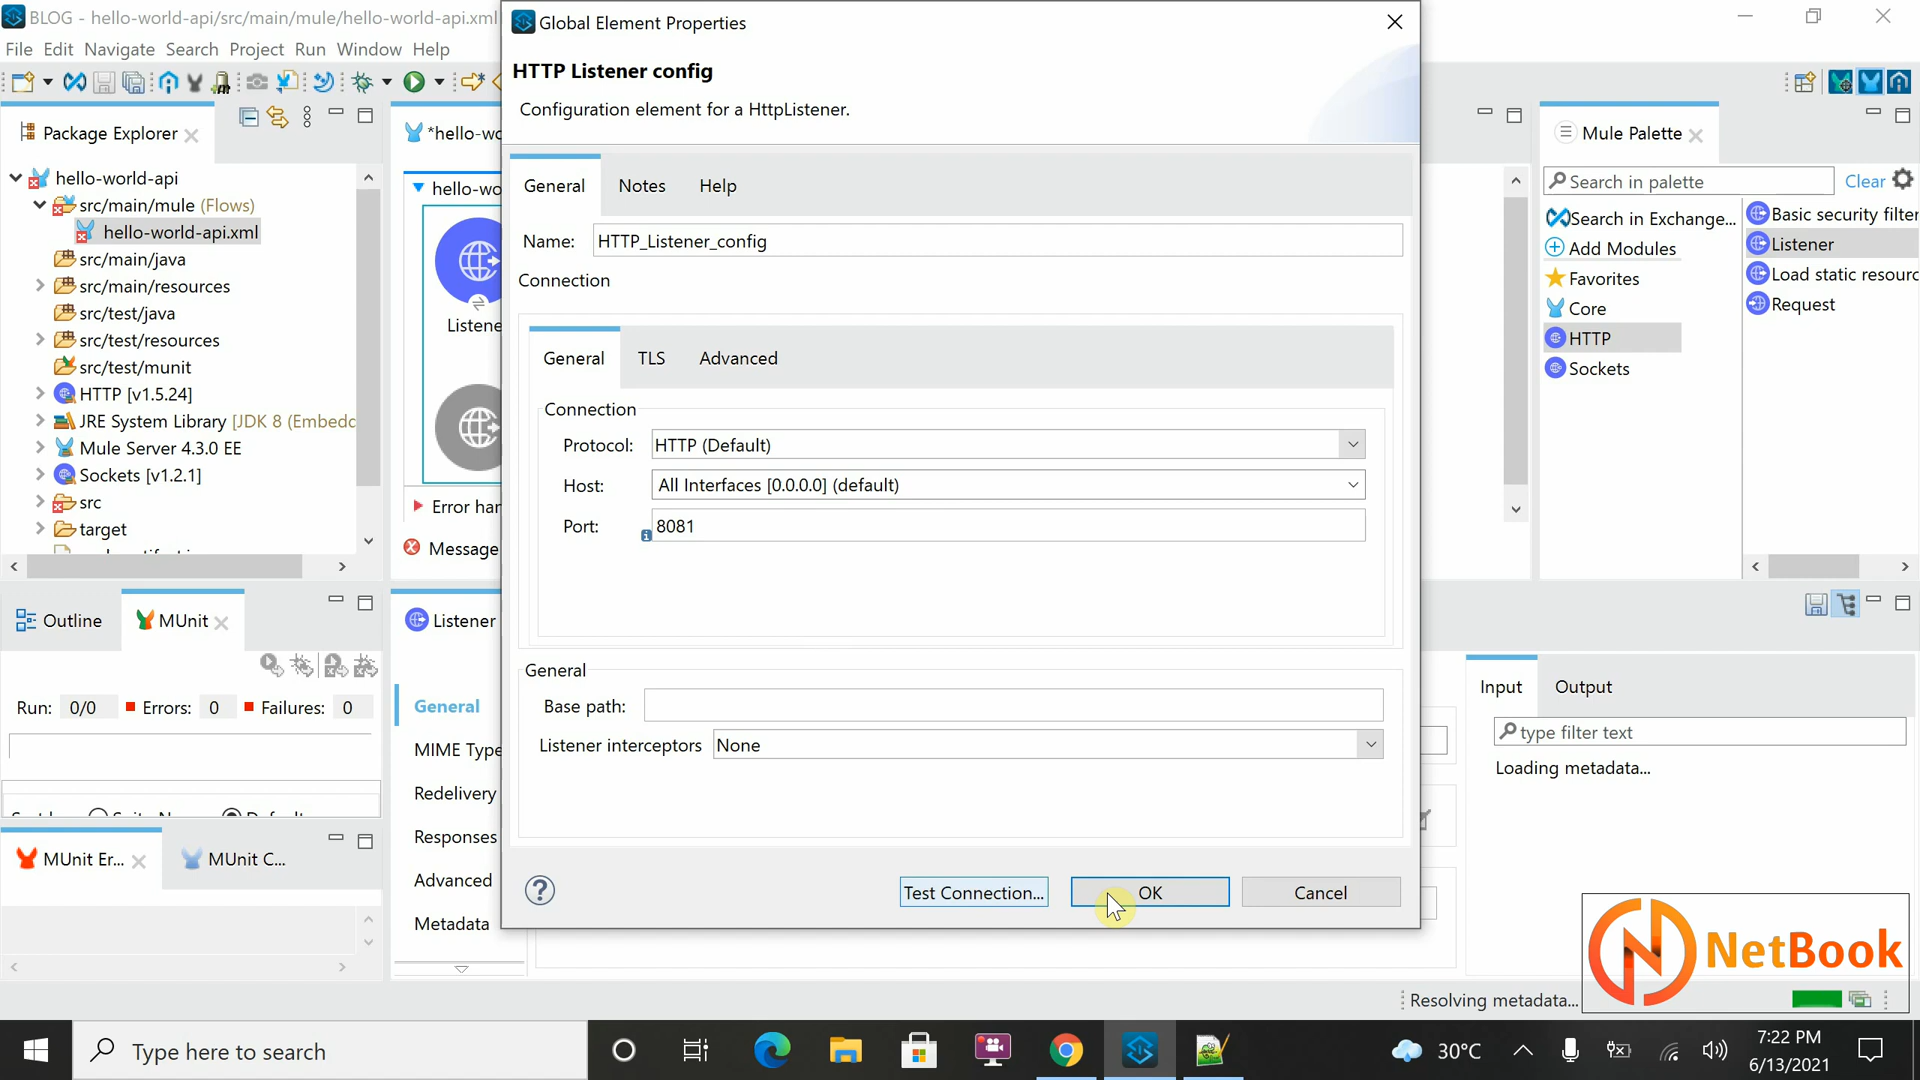 BLOG - hello-world-api/src/main/mule/hello-world-api.xml
File Edit Navigate Search Project Run Window Help
Package Explorer
hello-world-api
src/main/mule (Flows)
hello-world-api.xml
src/main/java
src/main/resources
src/test/java
src/test/resources
src/test/munit
HTTP [v1.5.24]
JRE System Library [JDK 8 (Embedc
Mule Server 4.3.0 EE
Sockets [v1.2.1]
src
target
Outline
MUnit
Run: 0/0 Errors: 0 Failures: 0
MUnit Er...
MUnit C...
*hello-wo
hello-wo
Listene
Error har
Message
Listener
General
MIME Type
Redelivery
Responses
Advanced
Metadata
Global Element Properties
HTTP Listener config
Configuration element for a HttpListener.
General Notes Help
Name: HTTP_Listener_config
Connection
General TLS Advanced
Connection
Protocol: HTTP (Default)
Host: All Interfaces [0.0.0.0] (default)
Port: 8081
General
Base path:
Listener interceptors None
Test Connection... OK Cancel
Mule Palette
Search in palette
Clear
Search in Exchange...
Add Modules
Favorites
Core
HTTP
Sockets
Basic security filter
Listener
Load static resourc
Request
Input Output
type filter text
Loading metadata...
NetBook
Resolving metadata...
Type here to search
30°C
7:22 PM
6/13/2021